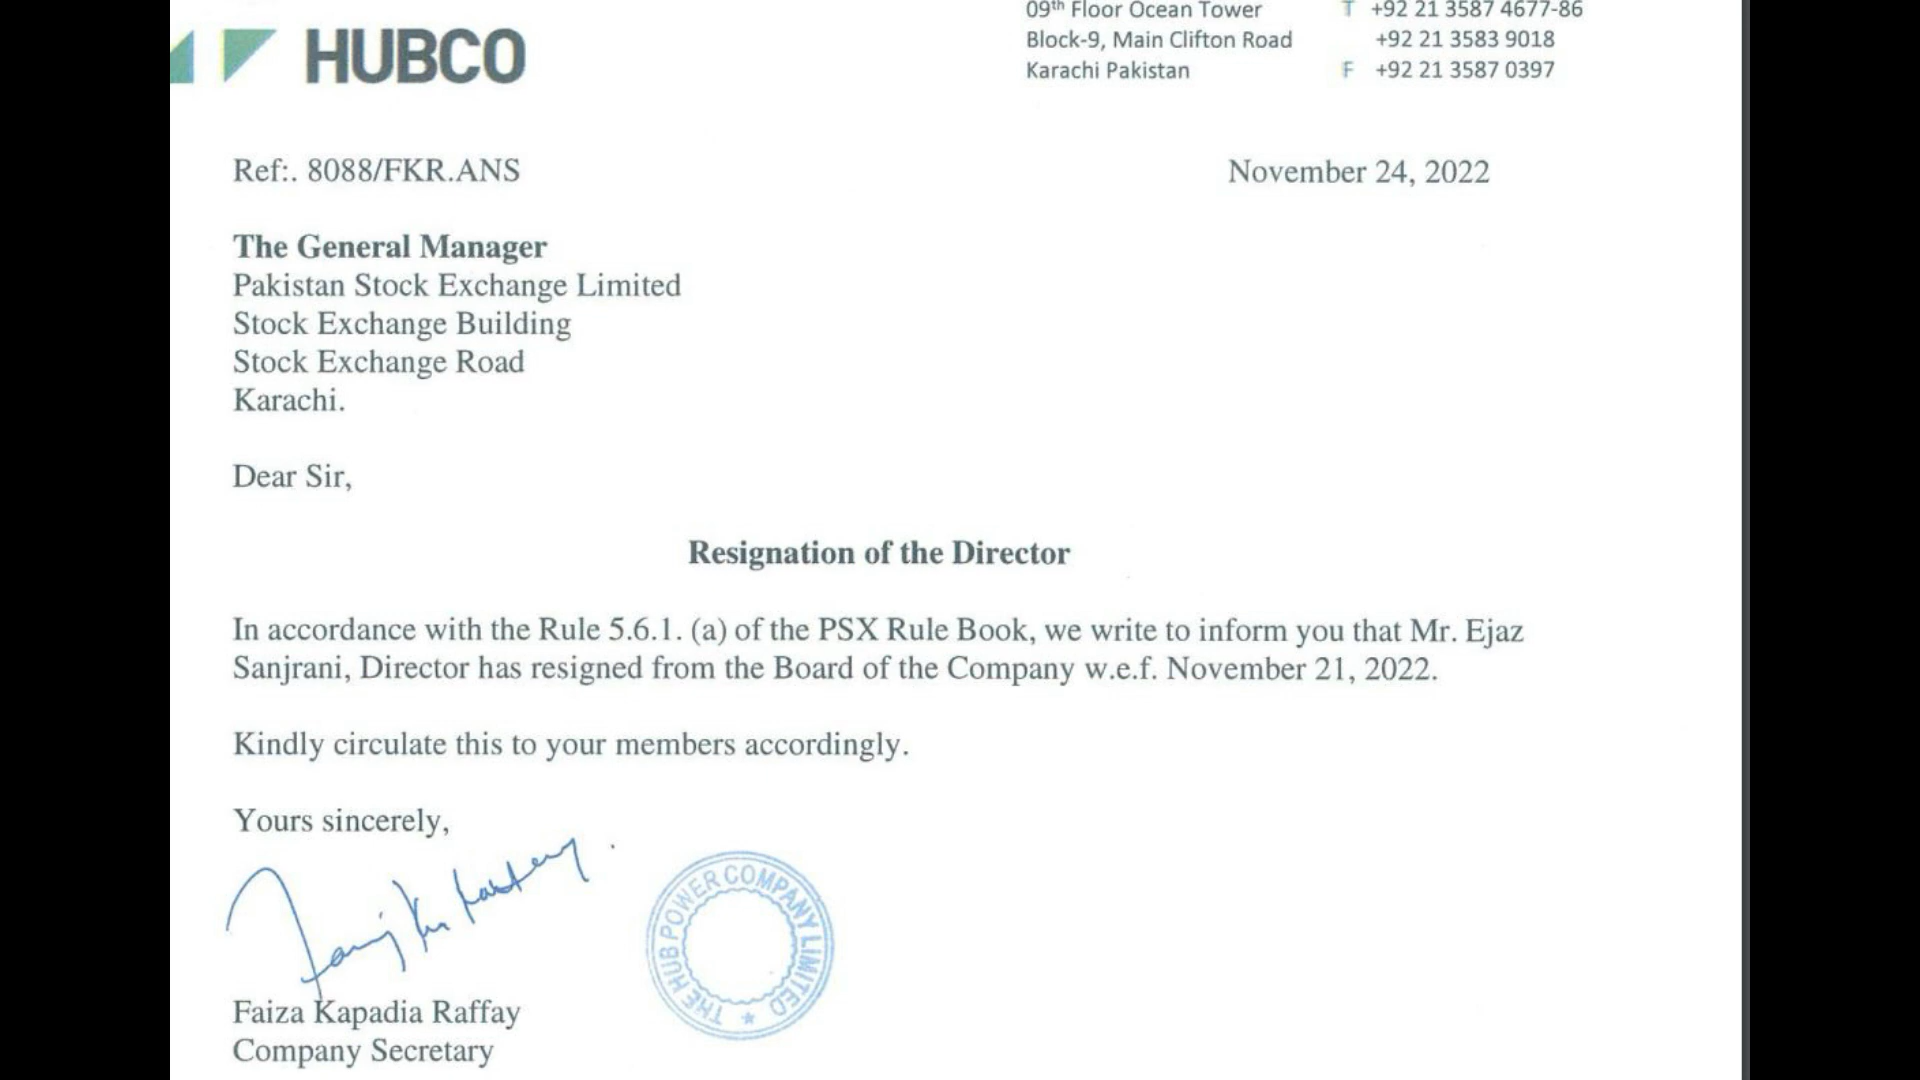 HUBCO
09th Floor Ocean Tower
Block-9, Main Clifton Road
Karachi Pakistan
T +92 21 3587 4677-86
+92 21 3583 9018
F +92 21 3587 0397
Ref:. 8088/FKR.ANS
November 24, 2022
The General Manager
Pakistan Stock Exchange Limited
Stock Exchange Building
Stock Exchange Road
Karachi.
Dear Sir,
Resignation of the Director
In accordance with the Rule 5.6.1. (a) of the PSX Rule Book, we write to inform you that Mr. Ejaz
Sanjrani, Director has resigned from the Board of the Company w.e.f. November 21, 2022.
Kindly circulate this to your members accordingly.
Yours sincerely,
THE HUB POWER COMPANY LIMITED
Faiza Kapadia Raffay
Company Secretary